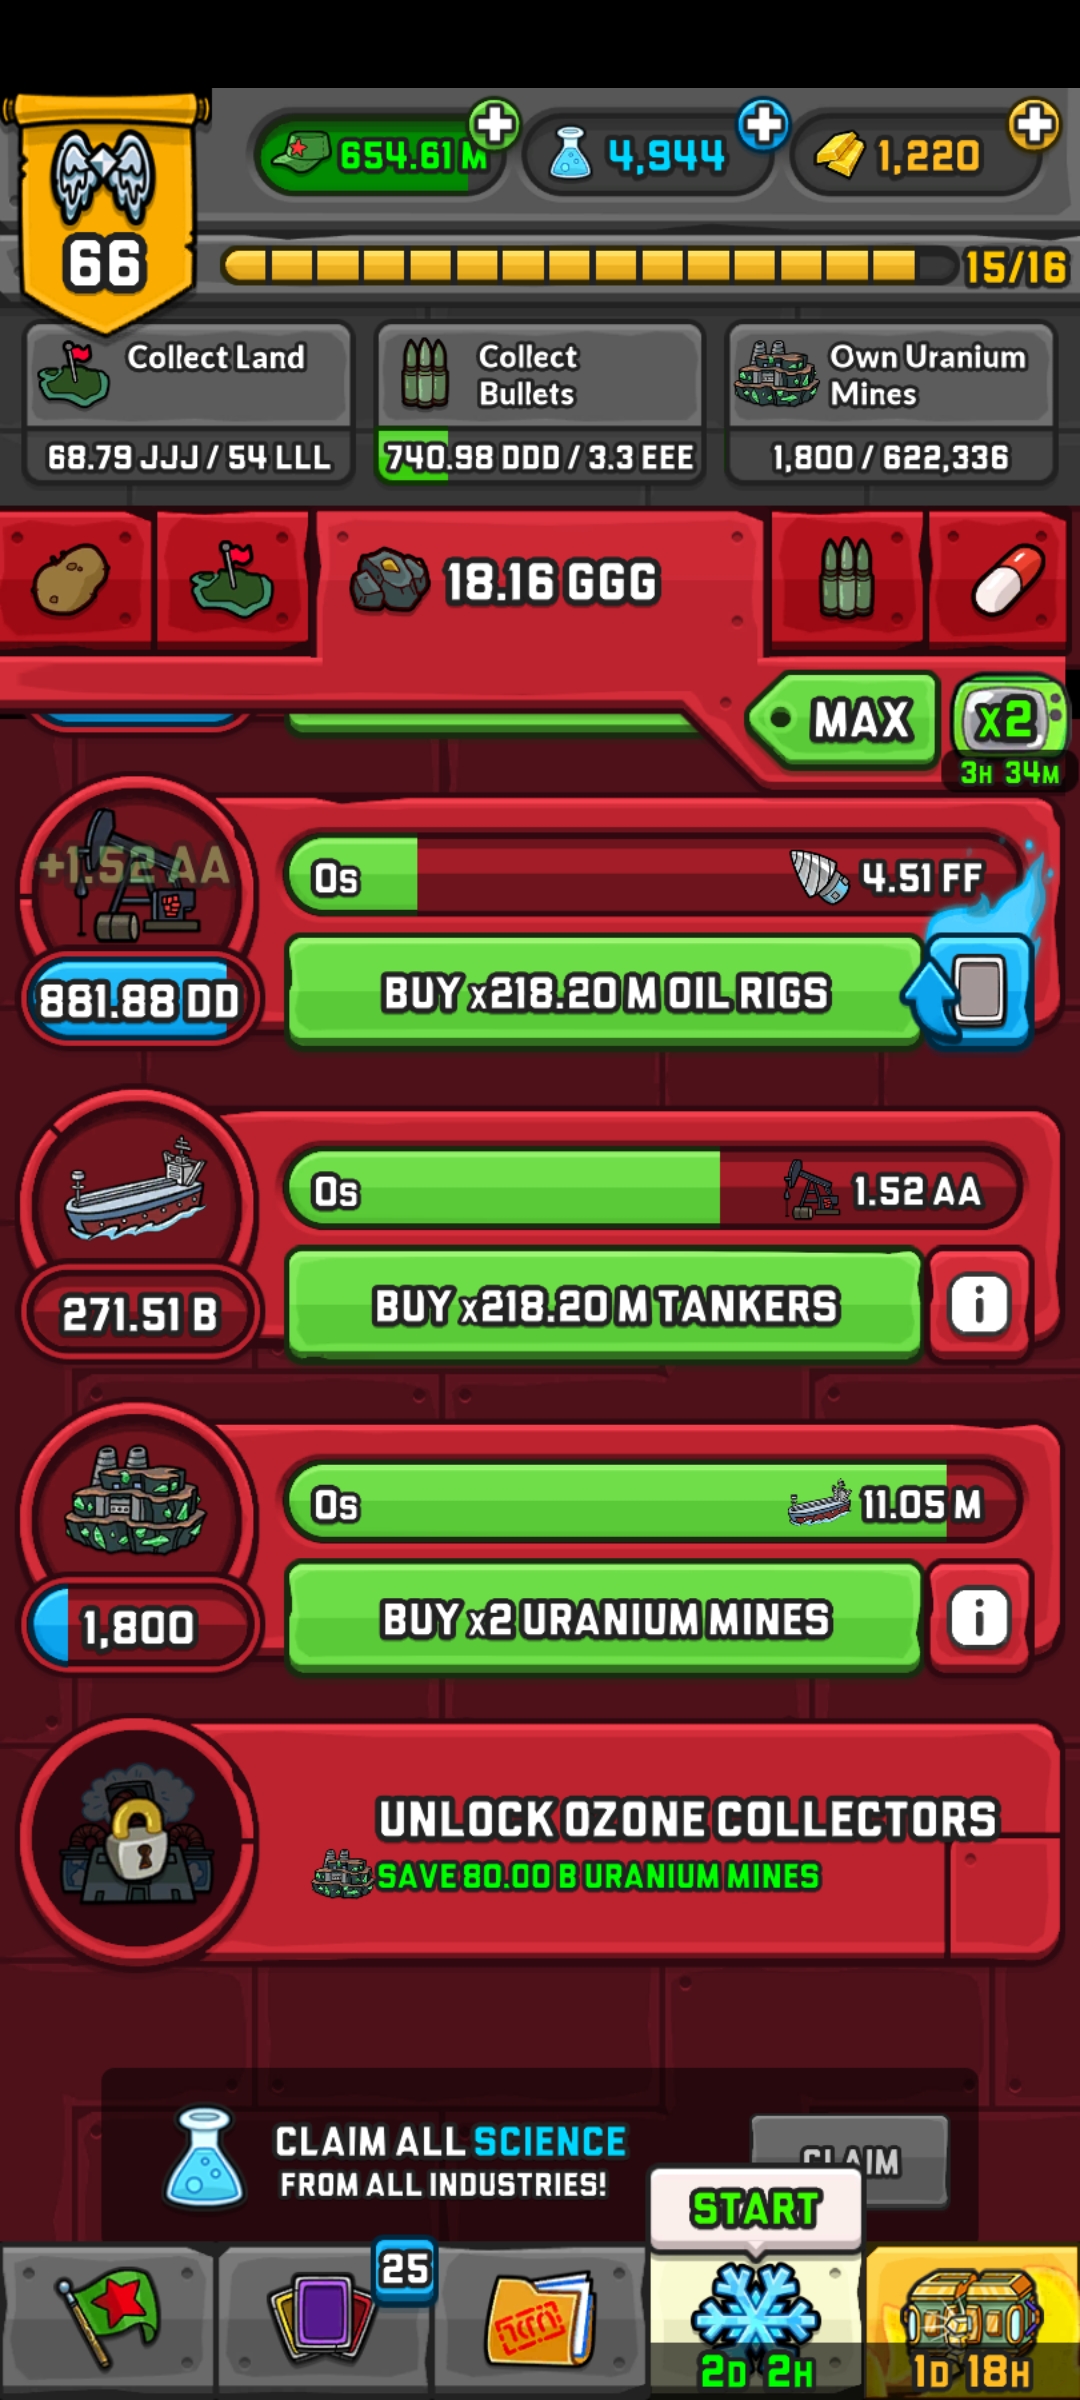 66
654.61 M
4,944
1,220
15/16
Collect Land
68.79 JJJ / 54 LLL
Collect
Bullets
740.98 DDD / 3.3 EEE
Own Uranium
Mines
1,800 / 622,336
18.16 GGG
MAX
x2
3H 34M
+1.52 AA
0s
4.51 FF
881.88 DD
BUY x218.20 M OIL RIGS
0s
1.52 AA
271.51 B
BUY x218.20 M TANKERS
i
0s
11.05 M
1,800
BUY x2 URANIUM MINES
i
UNLOCK OZONE COLLECTORS
SAVE 80.00 B URANIUM MINES
CLAIM ALL SCIENCE
FROM ALL INDUSTRIES!
CLAIM
START
25
2D 2H
1D 18H